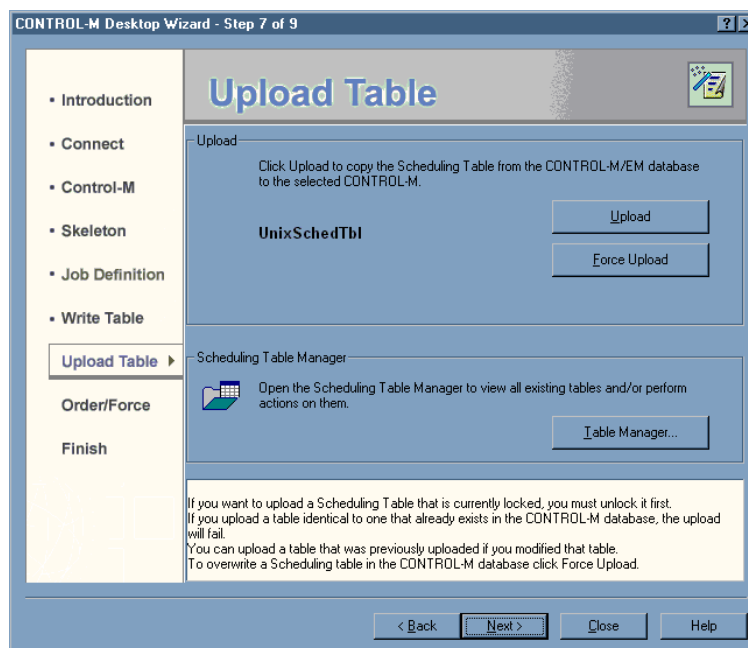 CONTROL-M Desktop Wizard - Step 7 of 9
• Introduction
• Connect
• Control-M
• Skeleton
• Job Definition
• Write Table
Upload Table
Order/Force
Finish
Upload Table
Upload
Click Upload to copy the Scheduling Table from the CONTROL-M/EM database
to the selected CONTROL-M.
UnixSchedTbl
Upload
Force Upload
Scheduling Table Manager
Open the Scheduling Table Manager to view all existing tables and/or perform
actions on them.
Table Manager...
If you want to upload a Scheduling Table that is currently locked, you must unlock it first.
If you upload a table identical to one that already exists in the CONTROL-M database, the upload
will fail.
You can upload a table that was previously uploaded if you modified that table.
To overwrite a Scheduling table in the CONTROL-M database click Force Upload.
< Back
Next >
Close
Help